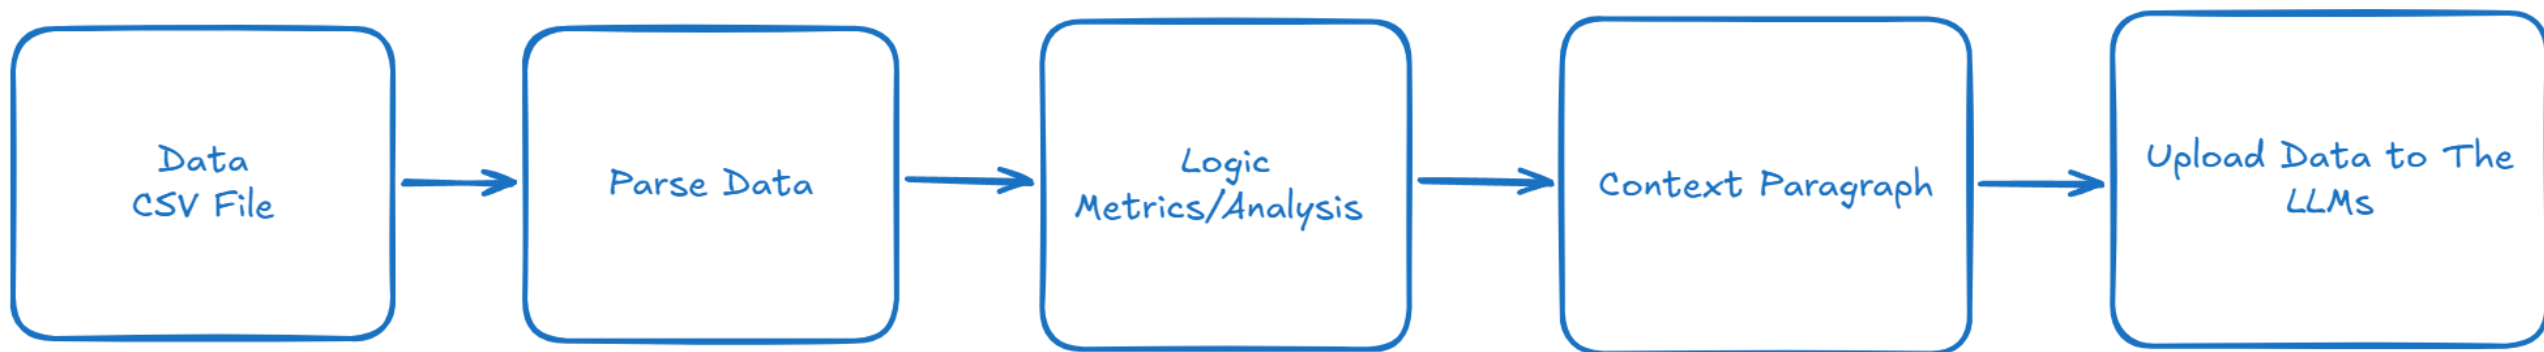 Data
CSV File
Parse Data
Logic
Metrics/Analysis
Context Paragraph
Upload Data to The
LLMs